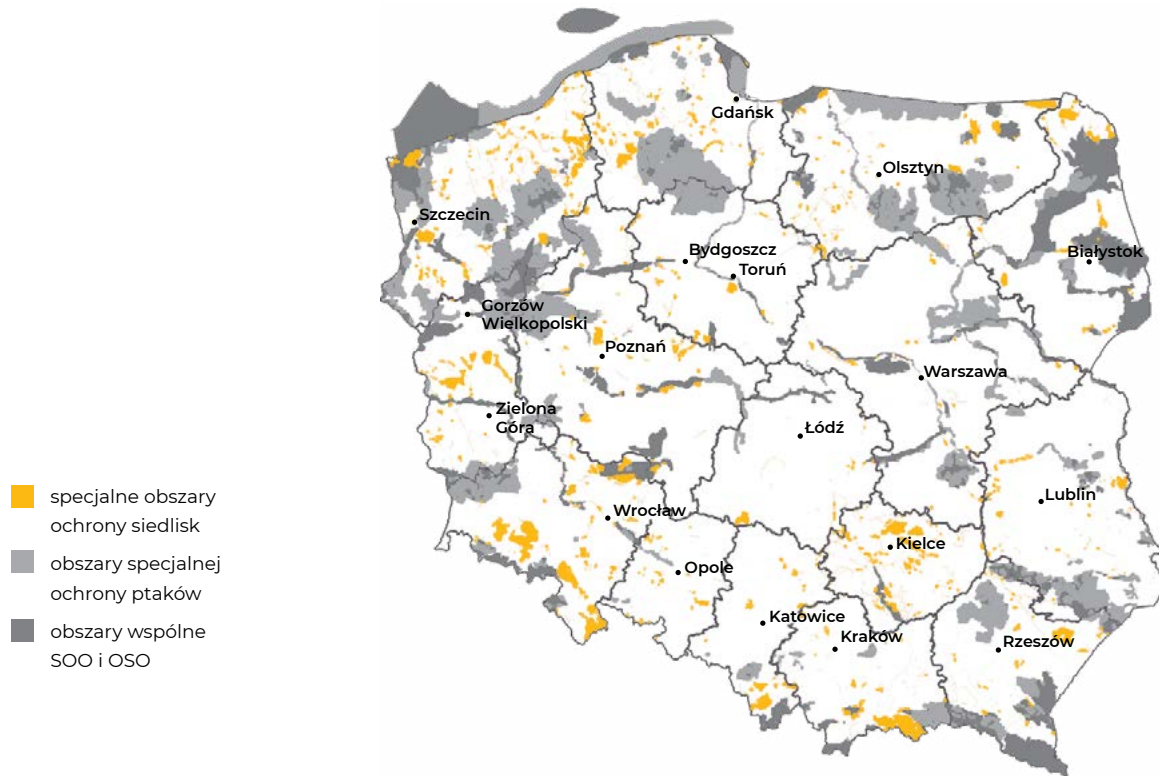 Gdańsk
Olsztyn
Szczecin
Bydgoszcz
Białystok
Toruń
Gorzów
Wielkopolski
Poznań
Warszawa
Zielona
Góra
Łódź
specjalne obszary
ochrony siedlisk
Lublin
Wrocław
Kielce
obszary specjalnej
ochrony ptaków
Opole
Katowice
obszary wspólne
SOO i OSO
Kraków
Rzeszów